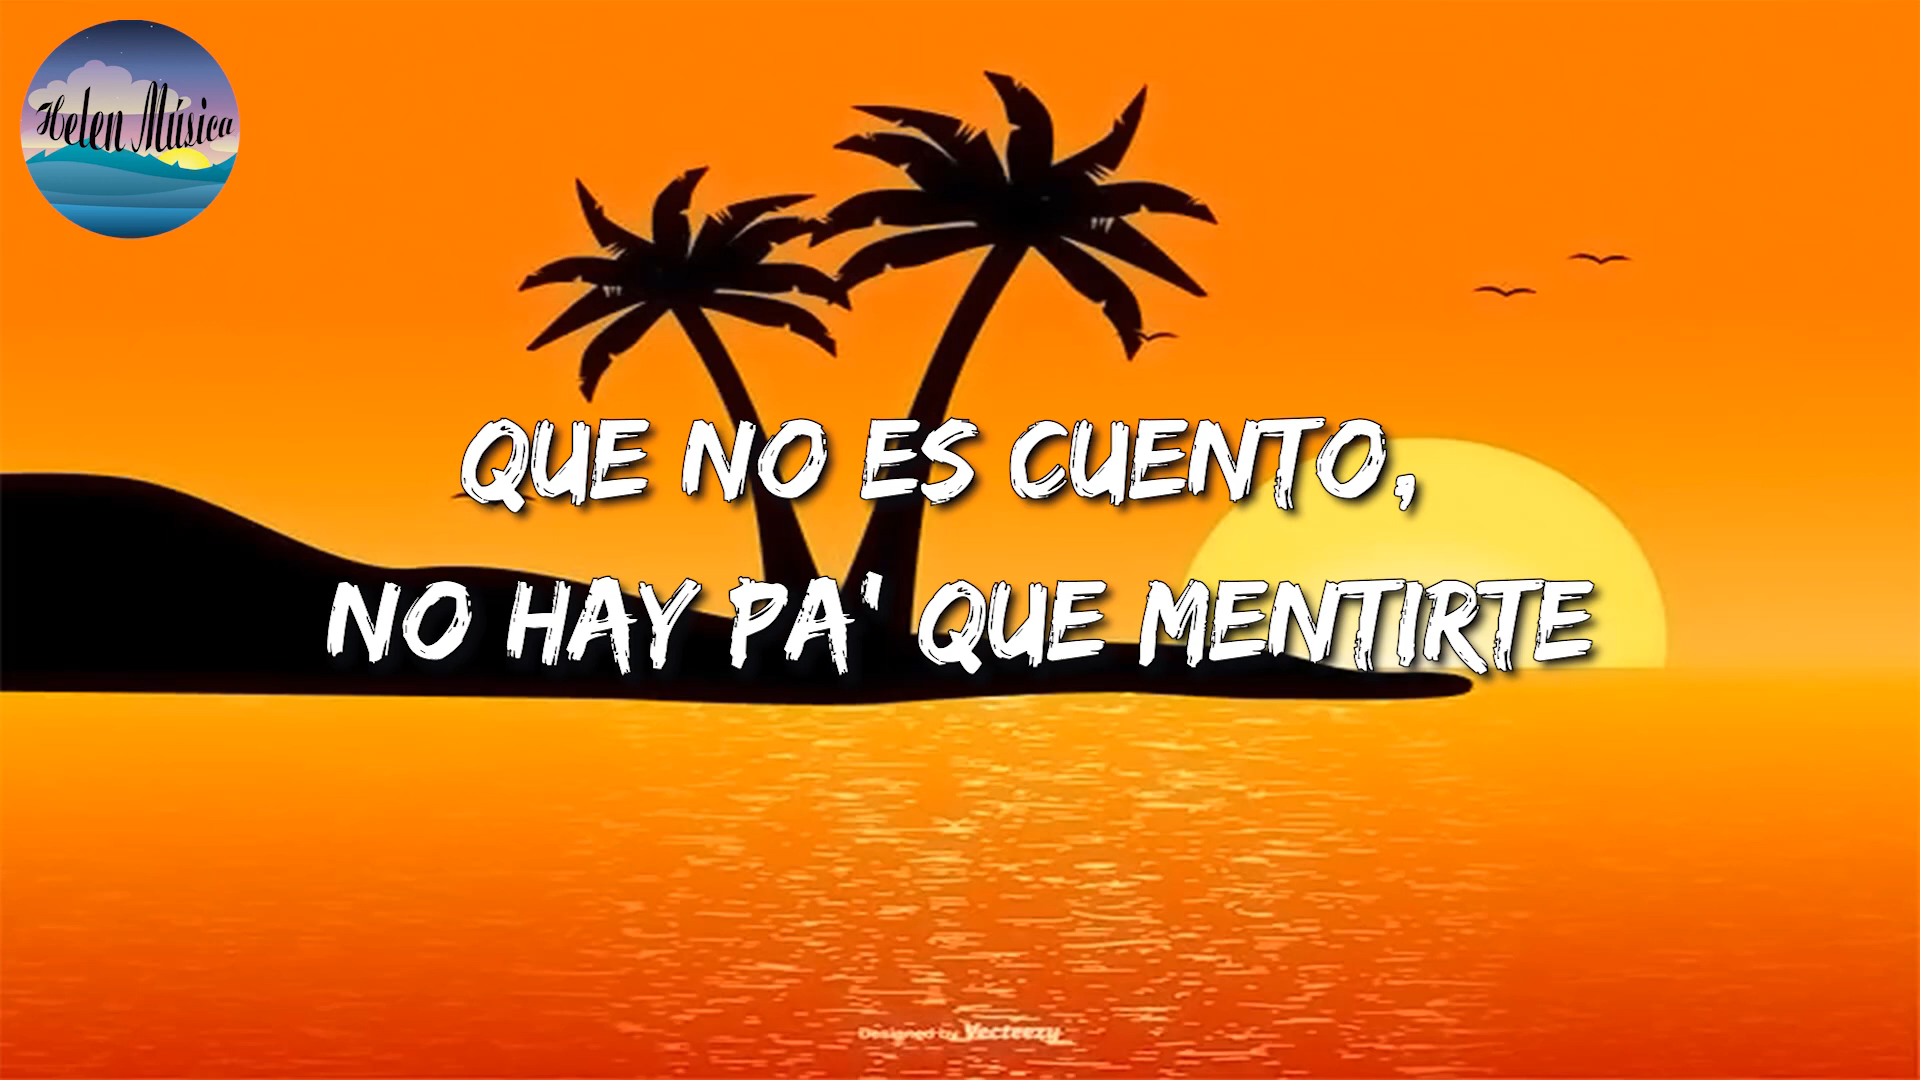 Helen Música
QUE NO ES CUENTO,
NO HAY PA' QUE MENTIRTE
Designed by Vecteezy